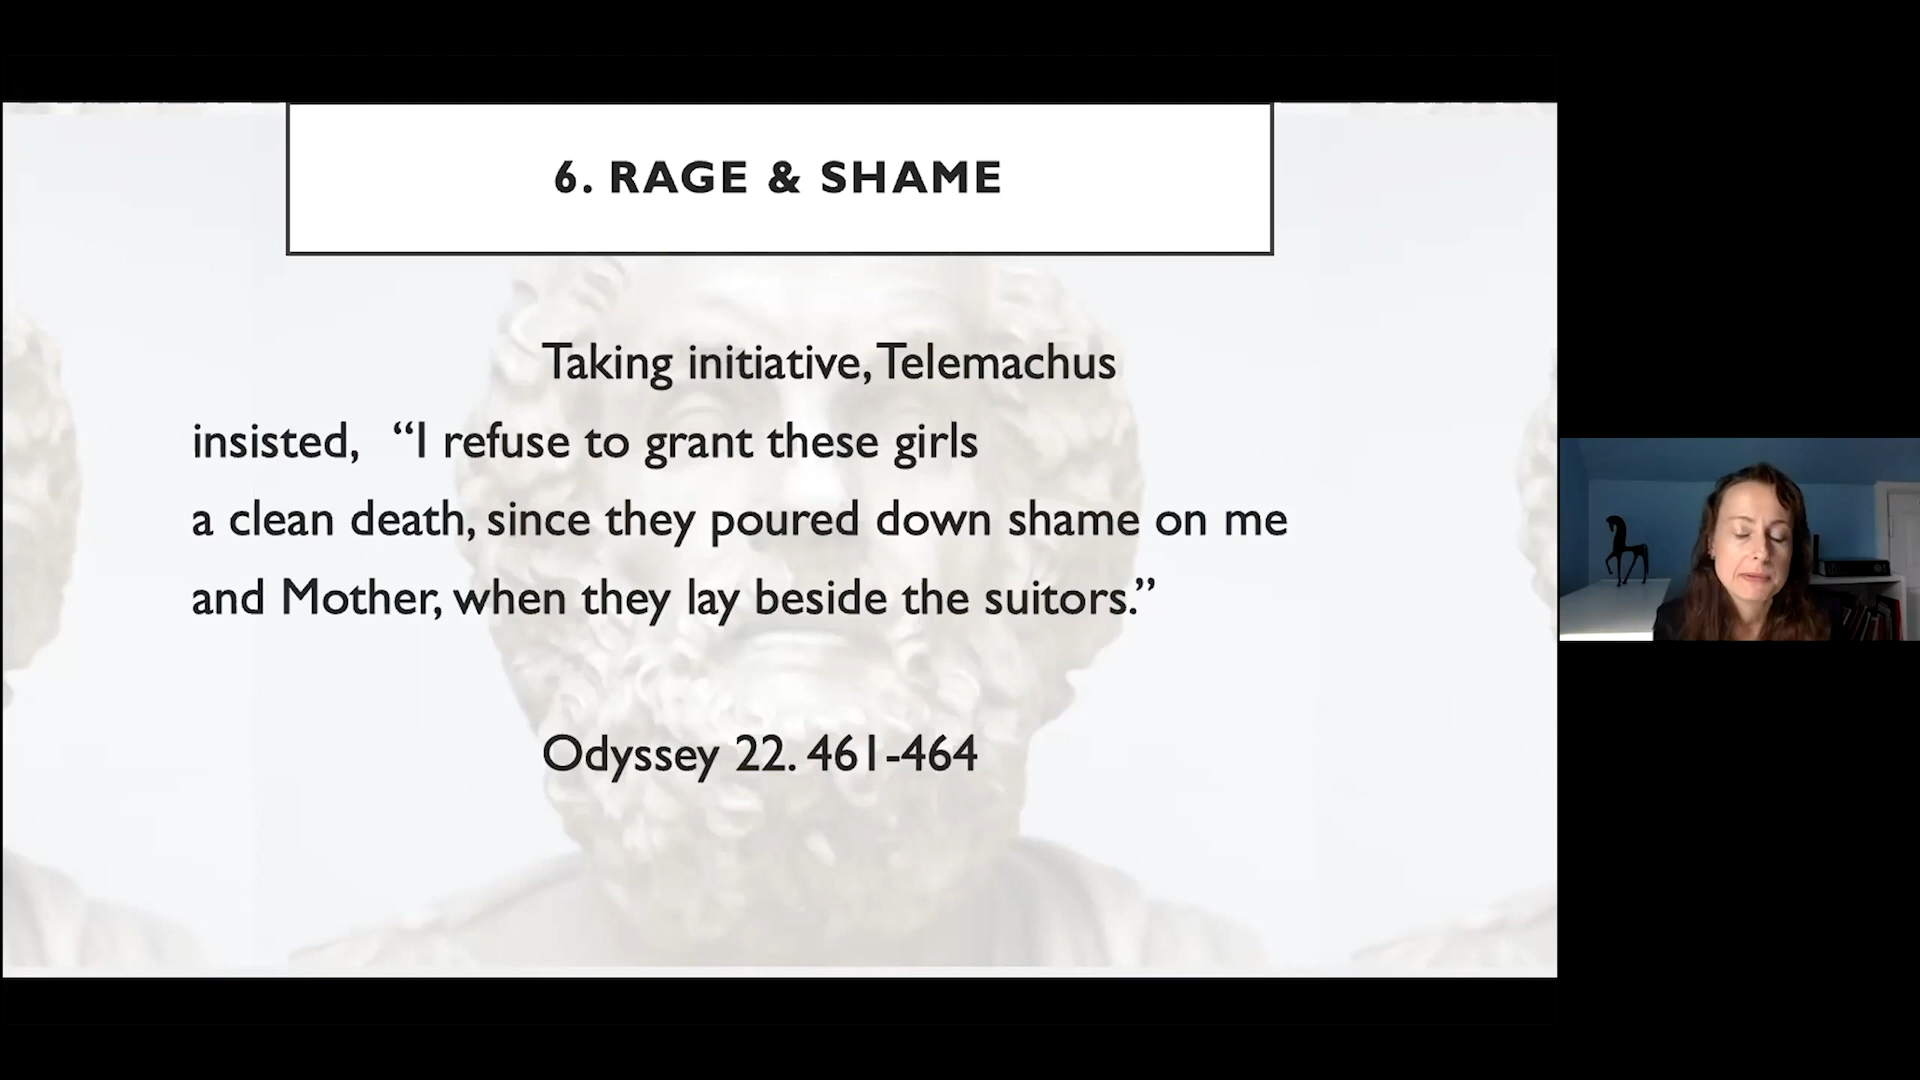 6. RAGE & SHAME
Taking initiative, Telemachus
insisted, “I refuse to grant these girls
a clean death, since they poured down shame on me
and Mother, when they lay beside the suitors.”
Odyssey 22. 461-464